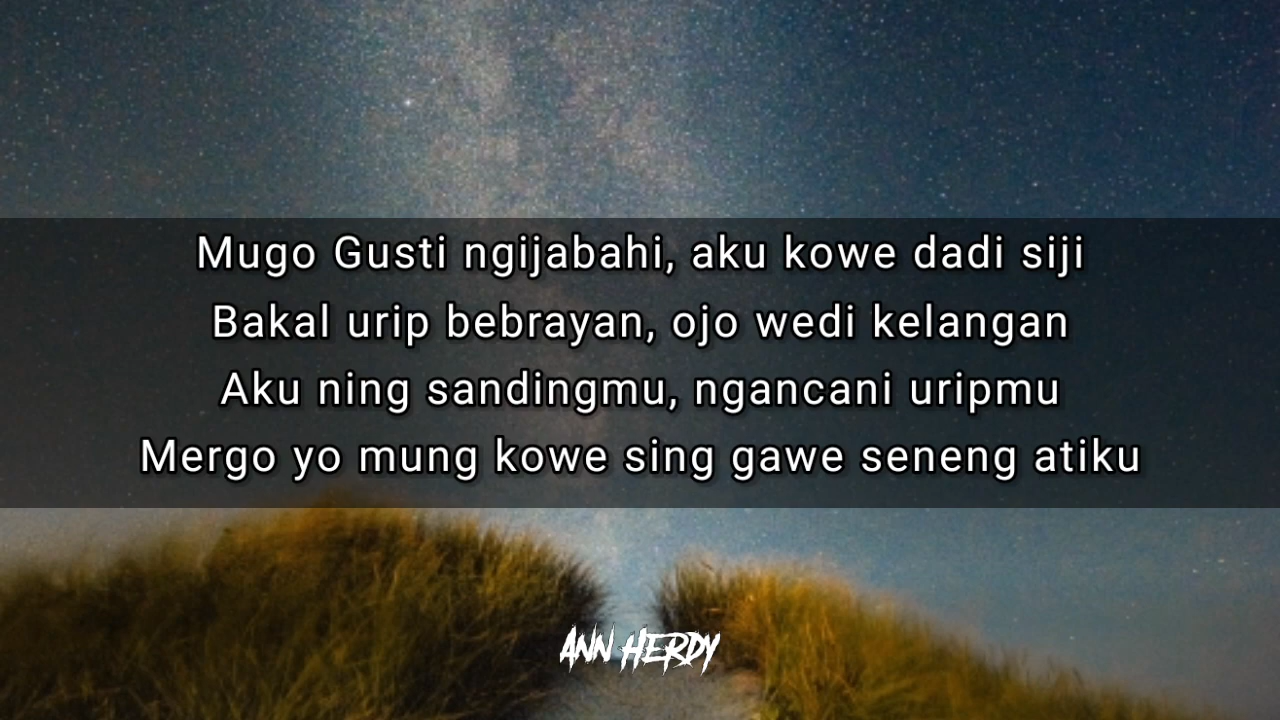 Mugo Gusti ngijabahi, aku kowe dadi siji
Bakal urip bebrayan, ojo wedi kelangan
Aku ning sandingmu, ngancani uripmu
Mergo yo mung kowe sing gawe seneng atiku
ANN HERDY